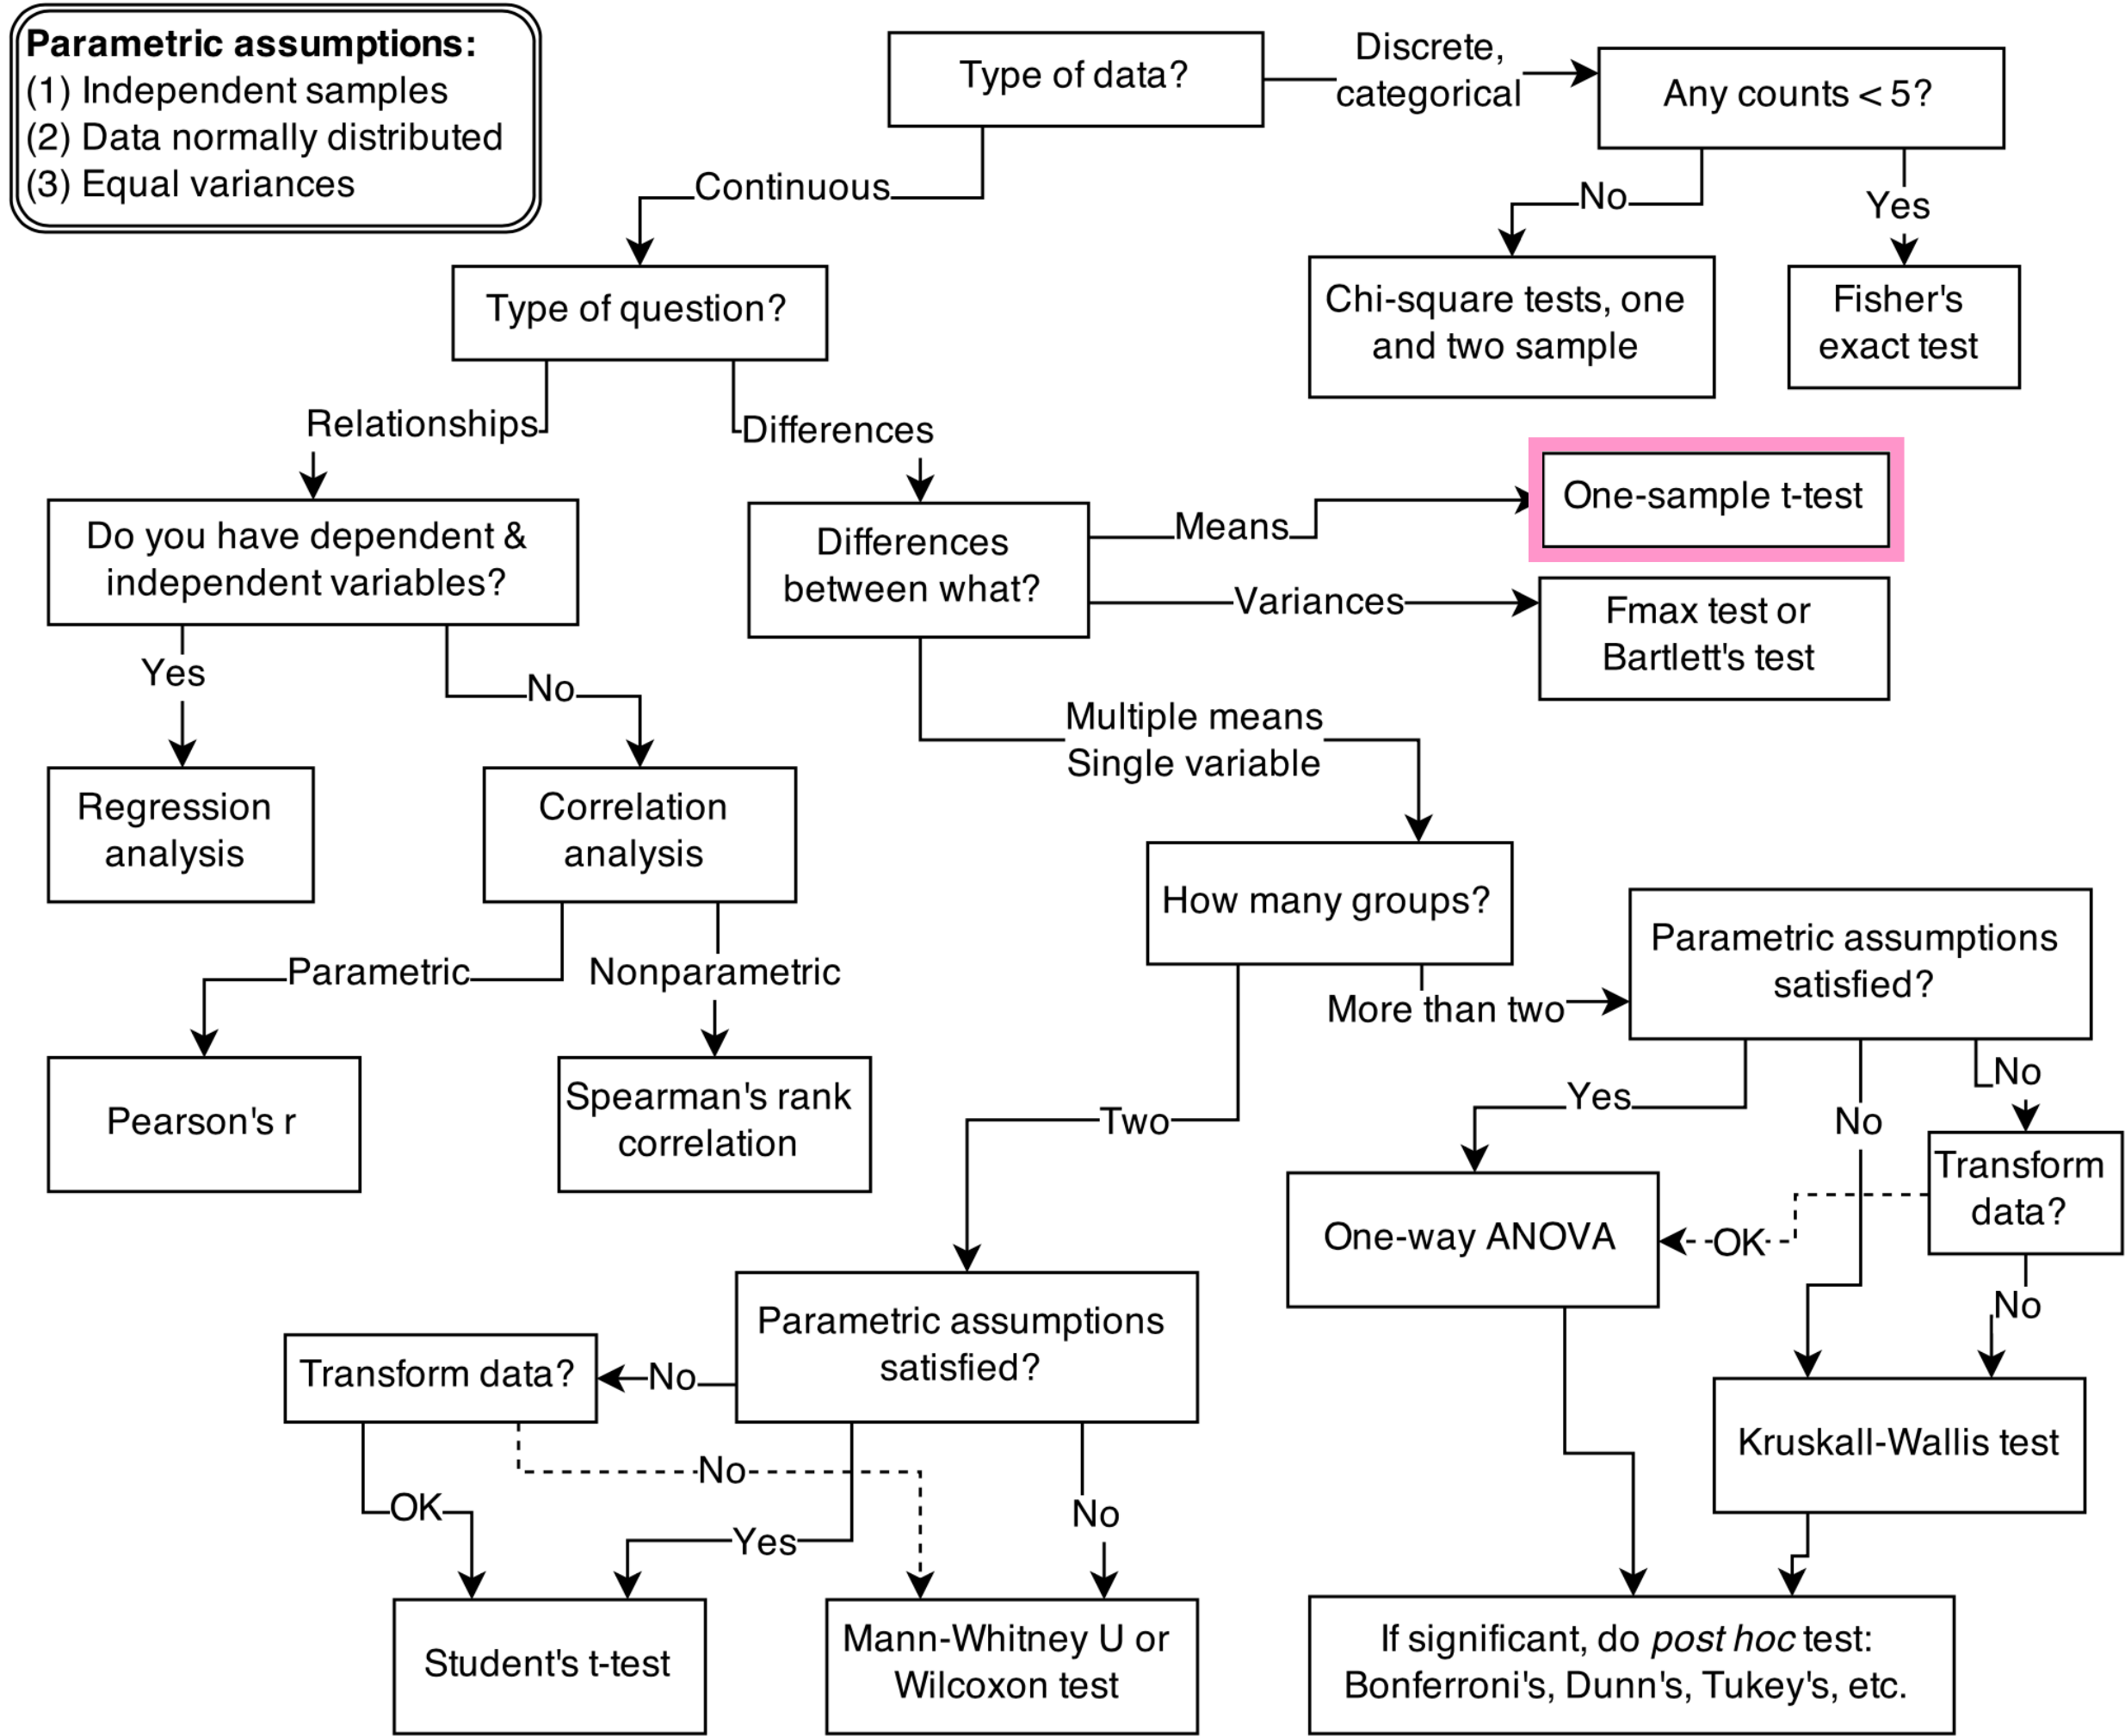 Parametric assumptions:
(1) Independent samples
(2) Data normally distributed
(3) Equal variances
Type of data?
Discrete,
categorical
Any counts < 5?
Continuous
No
Yes
Type of question?
Chi-square tests, one
and two sample
Fisher's
exact test
Relationships
Differences
Do you have dependent &
independent variables?
Differences
between what?
Means
One-sample t-test
Variances
Fmax test or
Bartlett's test
Yes
No
Multiple means
Single variable
Regression
analysis
Correlation
analysis
How many groups?
Parametric assumptions
satisfied?
Parametric
Nonparametric
More than two
Pearson's r
Spearman's rank
correlation
Two
Yes
No
No
Transform
data?
One-way ANOVA
OK
No
Parametric assumptions
satisfied?
Transform data?
No
Kruskall-Wallis test
No
OK
Yes
No
Student's t-test
Mann-Whitney U or
Wilcoxon test
If significant, do post hoc test:
Bonferroni's, Dunn's, Tukey's, etc.